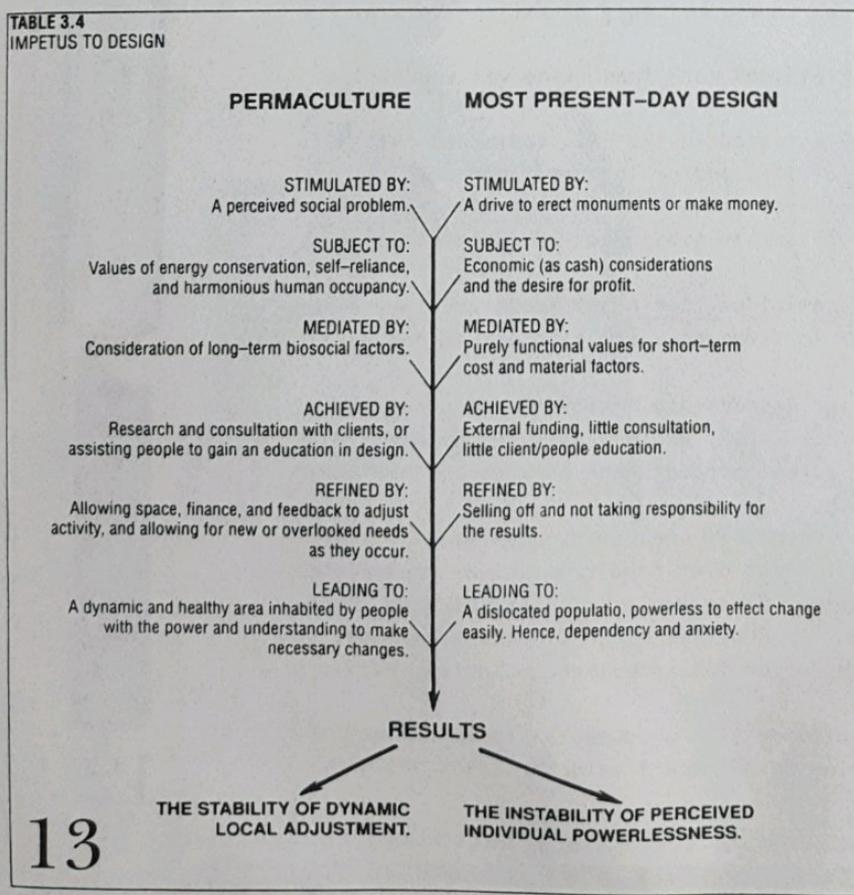 TABLE 3.4
IMPETUS TO DESIGN
PERMACULTURE
STIMULATED BY:
A perceived social problem.
SUBJECT TO:
Values of energy conservation, self–reliance,
and harmonious human occupancy.
MEDIATED BY:
Consideration of long–term biosocial factors.
ACHIEVED BY:
Research and consultation with clients, or
assisting people to gain an education in design.
REFINED BY:
Allowing space, finance, and feedback to adjust
activity, and allowing for new or overlooked needs
as they occur.
LEADING TO:
A dynamic and healthy area inhabited by people
with the power and understanding to make
necessary changes.
MOST PRESENT–DAY DESIGN
STIMULATED BY:
A drive to erect monuments or make money.
SUBJECT TO:
Economic (as cash) considerations
and the desire for profit.
MEDIATED BY:
Purely functional values for short–term
cost and material factors.
ACHIEVED BY:
External funding, little consultation,
little client/people education.
REFINED BY:
Selling off and not taking responsibility for
the results.
LEADING TO:
A dislocated populatio, powerless to effect change
easily. Hence, dependency and anxiety.
RESULTS
THE STABILITY OF DYNAMIC
LOCAL ADJUSTMENT.
THE INSTABILITY OF PERCEIVED
INDIVIDUAL POWERLESSNESS.
13